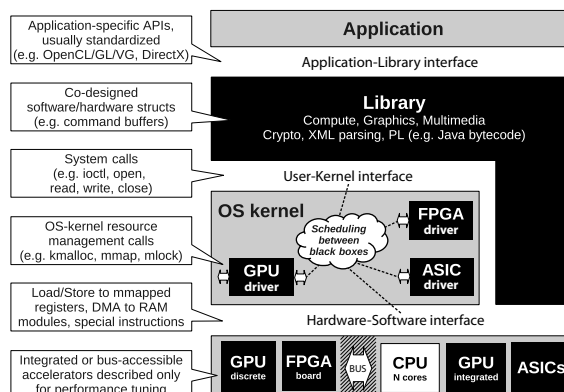 Application-specific APIs,
usually standardized
(e.g. OpenCL/GL/VG, DirectX)
Application
Application-Library interface
Co-designed
software/hardware structs
(e.g. command buffers)
Library
Compute, Graphics, Multimedia
Crypto, XML parsing, PL (e.g. Java bytecode)
System calls
(e.g. ioctl, open,
read, write, close)
User-Kernel interface
OS-kernel resource
management calls
(e.g. kmalloc, mmap, mlock)
OS kernel
Scheduling
between
black boxes
FPGA
driver
GPU
driver
ASIC
driver
Load/Store to mmapped
registers, DMA to RAM
modules, special instructions
Hardware-Software interface
Integrated or bus-accessible
accelerators described only
for performance tuning
GPU
discrete
FPGA
board
BUS
CPU
N cores
GPU
integrated
ASICs